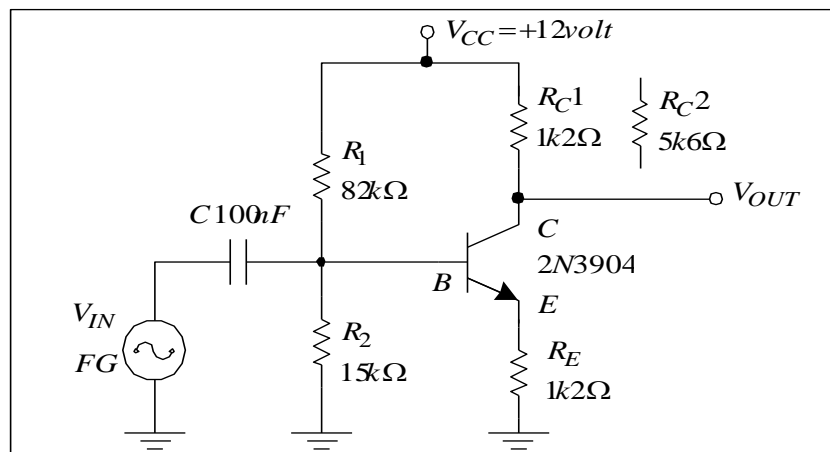 V_CC = +12volt
R_C1
1k2Ω
R_C2
5k6Ω
R_1
82kΩ
C 100nF
V_OUT
C
2N3904
B
E
V_IN
FG
R_2
15kΩ
R_E
1k2Ω